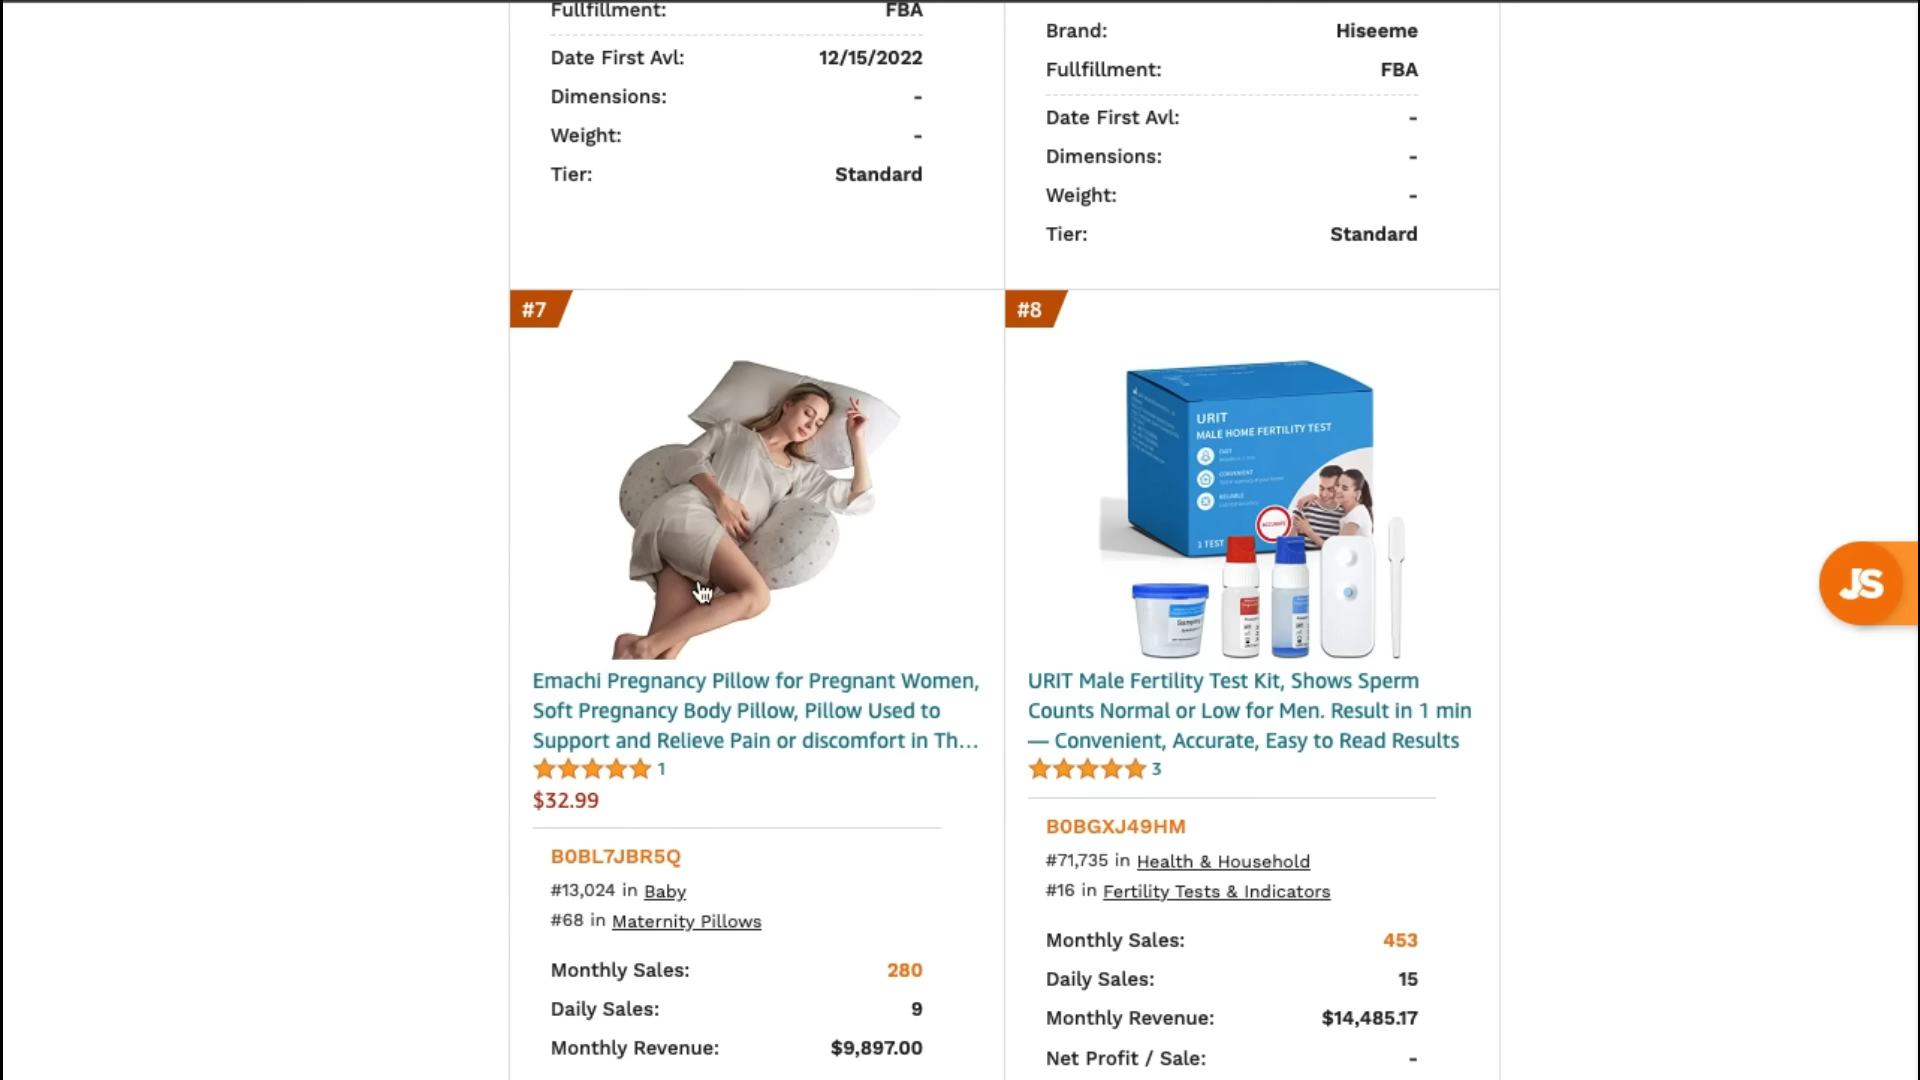 Fullfillment: FBA
Date First Avl: 12/15/2022
Dimensions: -
Weight: -
Tier: Standard
Brand: Hiseeme
Fullfillment: FBA
Date First Avl: -
Dimensions: -
Weight: -
Tier: Standard
#7
Emachi Pregnancy Pillow for Pregnant Women,
Soft Pregnancy Body Pillow, Pillow Used to
Support and Relieve Pain or discomfort in Th...
1
$32.99
B0BL7JBR5Q
#13,024 in Baby
#68 in Maternity Pillows
Monthly Sales: 280
Daily Sales: 9
Monthly Revenue: $9,897.00
#8
URIT
MALE HOME FERTILITY TEST
FAST
CONVENIENT
RELIABLE
ACCURATE
1 TEST
URIT Male Fertility Test Kit, Shows Sperm
Counts Normal or Low for Men. Result in 1 min
— Convenient, Accurate, Easy to Read Results
3
B0BGXJ49HM
#71,735 in Health & Household
#16 in Fertility Tests & Indicators
Monthly Sales: 453
Daily Sales: 15
Monthly Revenue: $14,485.17
Net Profit / Sale: -
JS